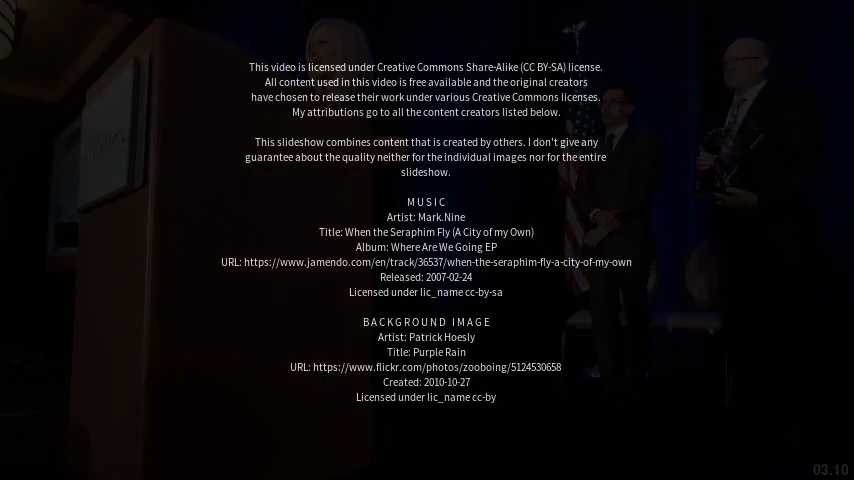 This video is licensed under Creative Commons Share-Alike (CC BY-SA) license.
All content used in this video is free available and the original creators
have chosen to release their work under various Creative Commons licenses.
My attributions go to all the content creators listed below.
This slideshow combines content that is created by others. I don't give any
guarantee about the quality neither for the individual images nor for the entire
slideshow.
MUSIC
Artist: Mark.Nine
Title: When the Seraphim Fly (A City of my Own)
Album: Where Are We Going EP
URL: https://www.jamendo.com/en/track/36537/when-the-seraphim-fly-a-city-of-my-own
Released: 2007-02-24
Licensed under lic_name cc-by-sa
BACKGROUND IMAGE
Artist: Patrick Hoesly
Title: Purple Rain
URL: https://www.flickr.com/photos/zooboing/5124530658
Created: 2010-10-27
Licensed under lic_name cc-by
03.10